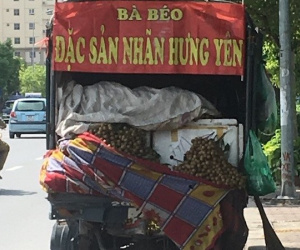 BÀ BÉO
ĐẶC SẢN NHÃN HƯNG YÊN